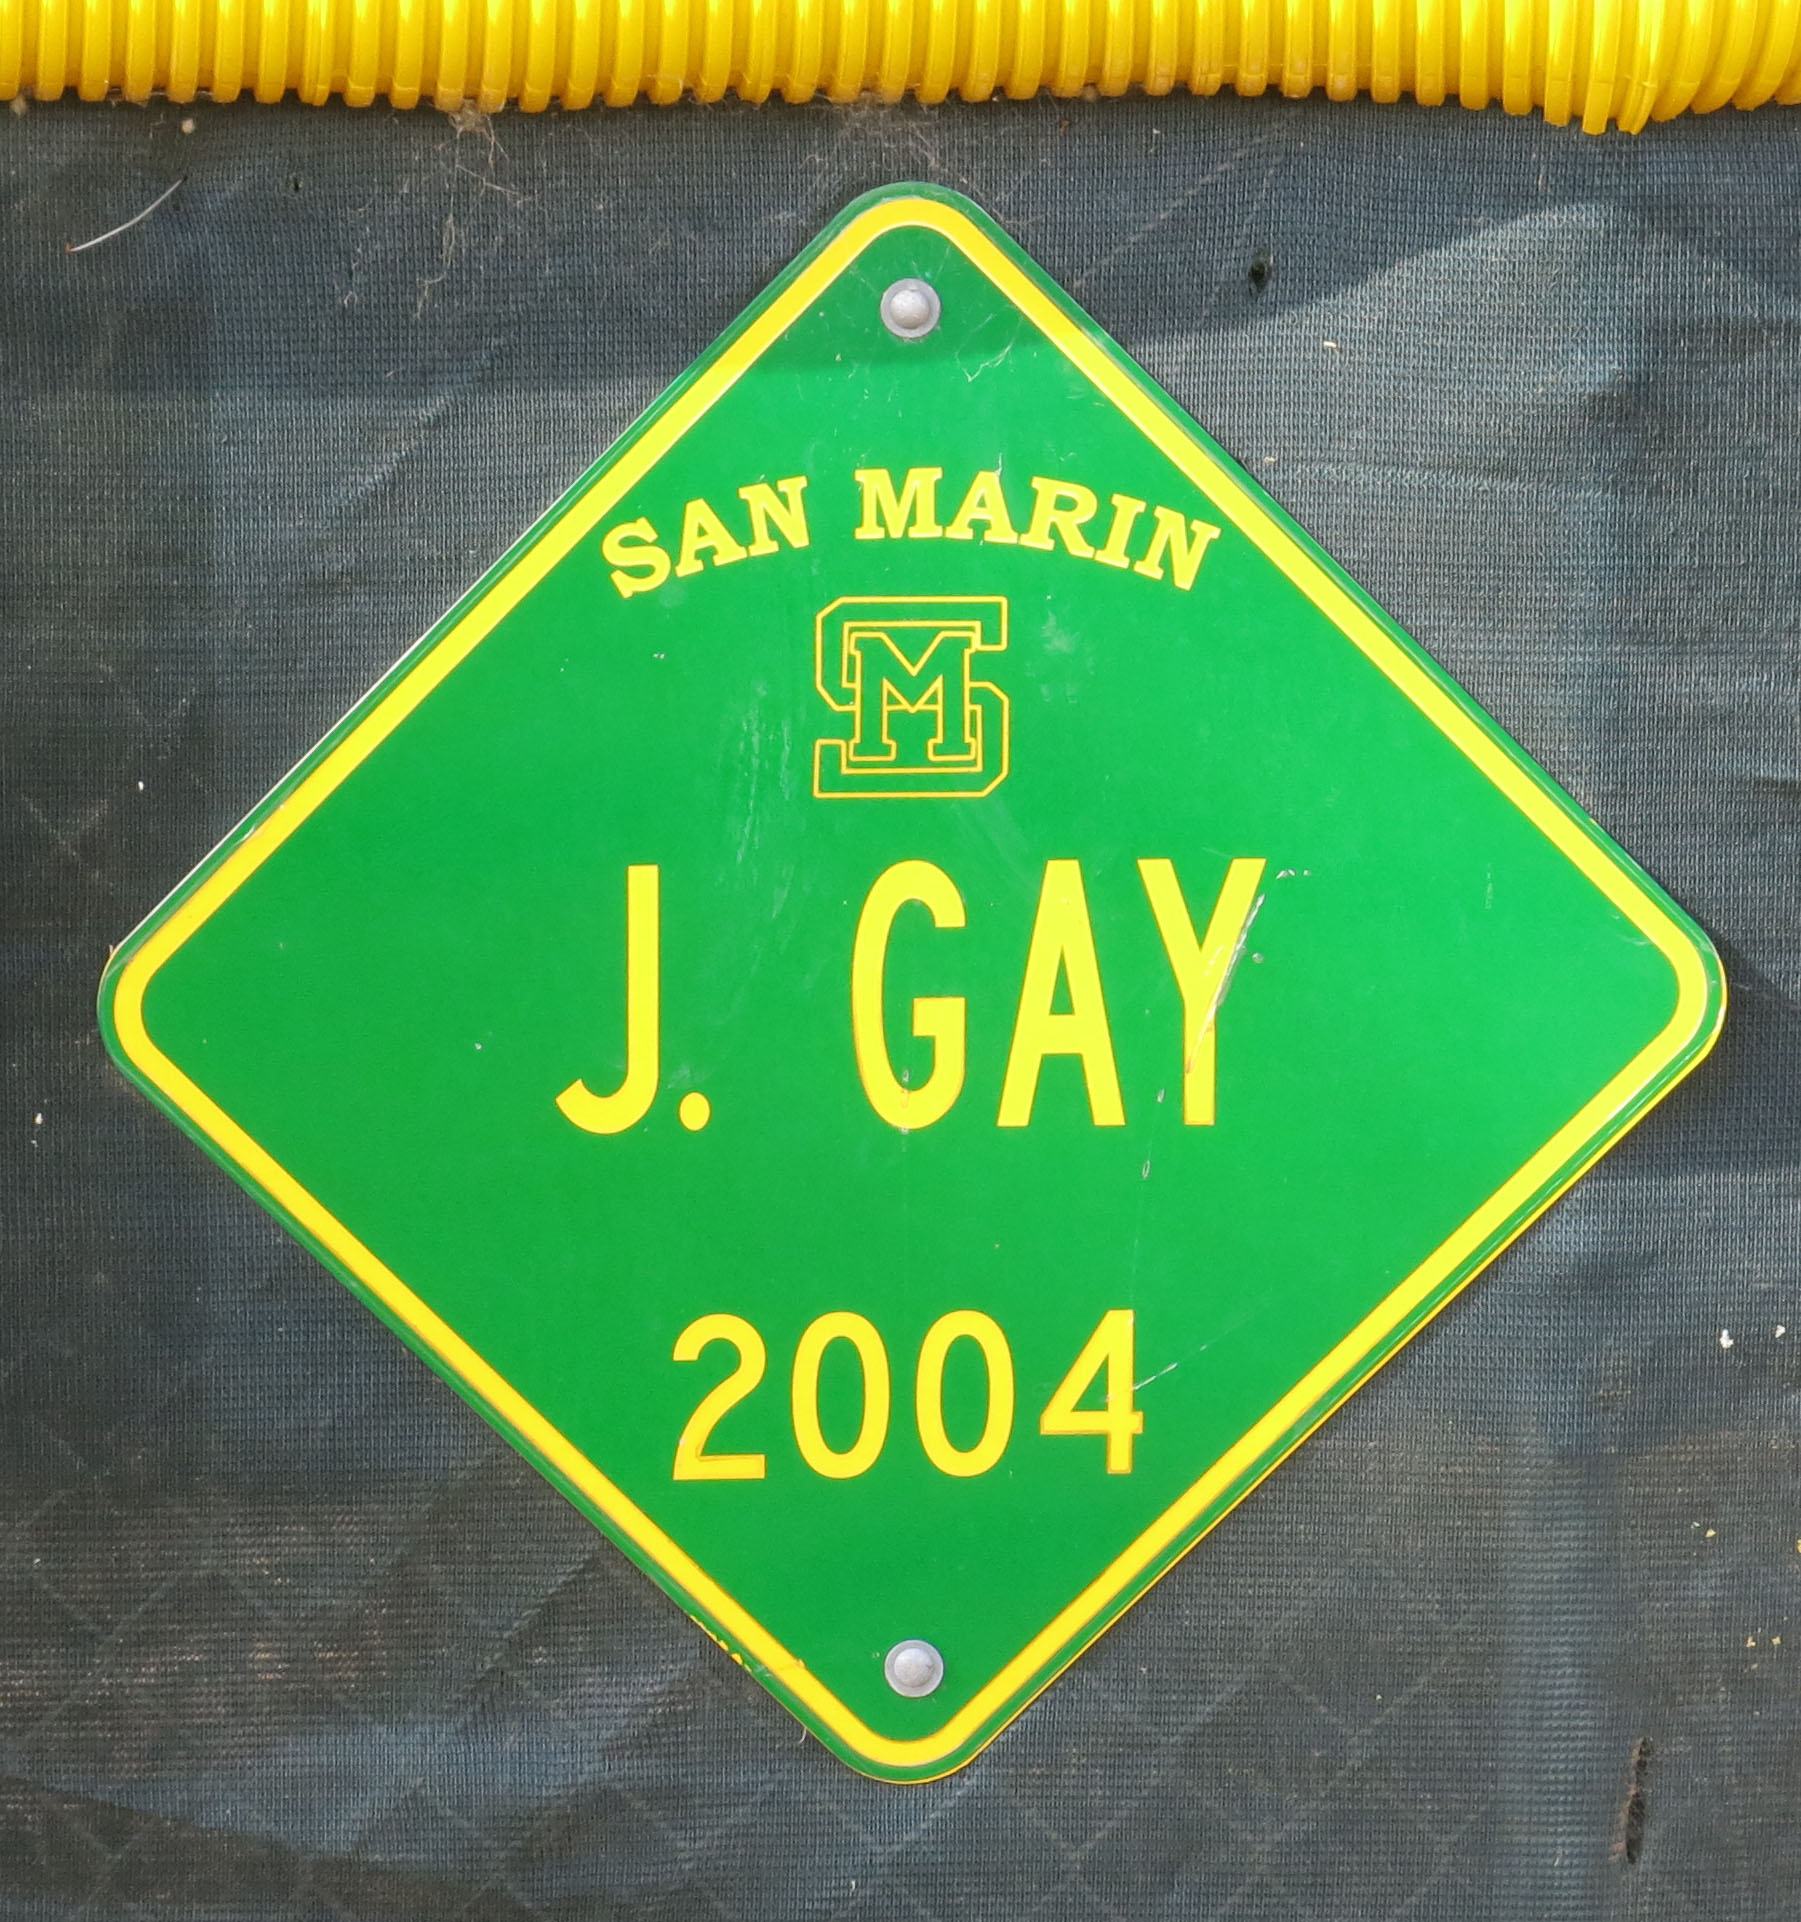 SAN MARIN
SM
J. GAY
2004